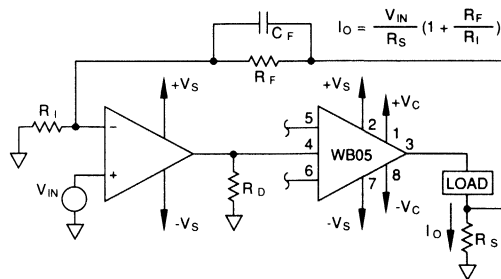 C_F
R_F
I_O = V_IN / R_S (1 + R_F / R_I)
+V_S
+V_S
+V_C
R_I
−
+
5
4
6
2
1
3
WB05
7
8
V_IN
R_D
-V_S
-V_S
-V_C
LOAD
I_O
R_S